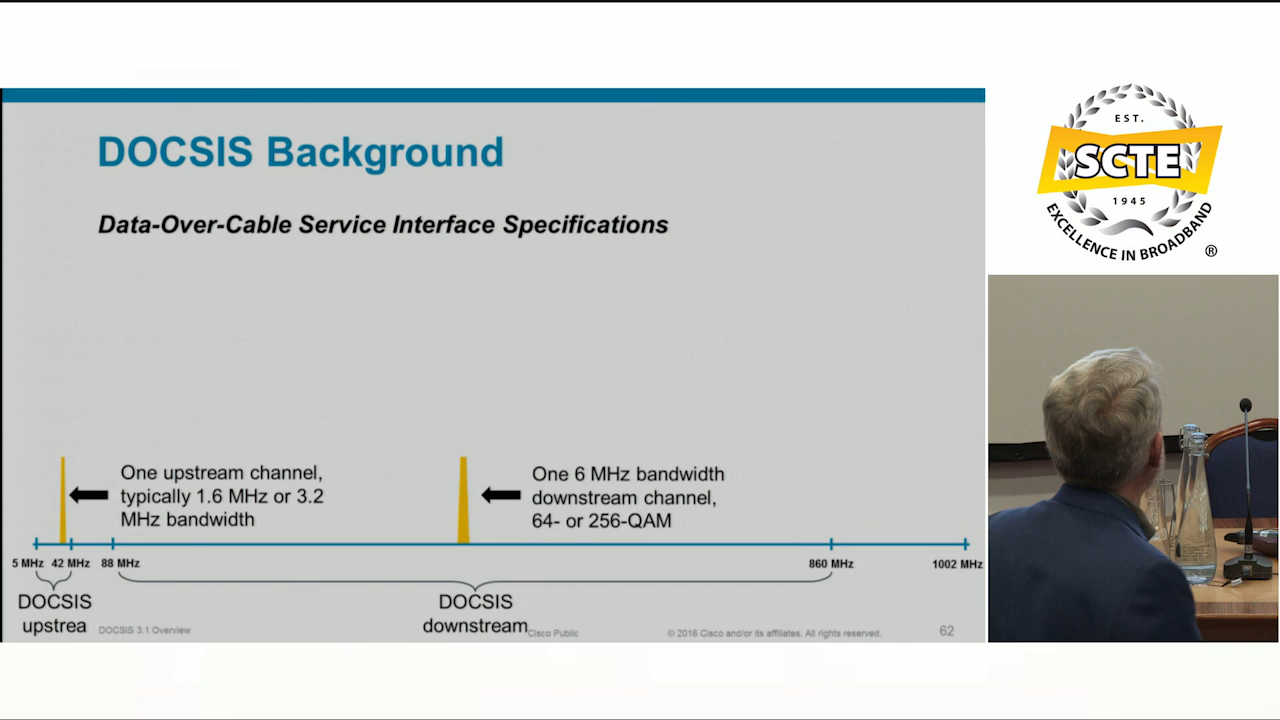 DOCSIS Background
Data-Over-Cable Service Interface Specifications
One upstream channel,
typically 1.6 MHz or 3.2
MHz bandwidth
One 6 MHz bandwidth
downstream channel,
64- or 256-QAM
5 MHz 42 MHz 88 MHz 860 MHz 1002 MHz
DOCSIS
upstrea
DOCSIS
downstream
DOCSIS 3.1 Overview
Cisco Public
© 2016 Cisco and/or its affiliates. All rights reserved.
62
EST.
SCTE
1945
EXCELLENCE IN BROADBAND
®